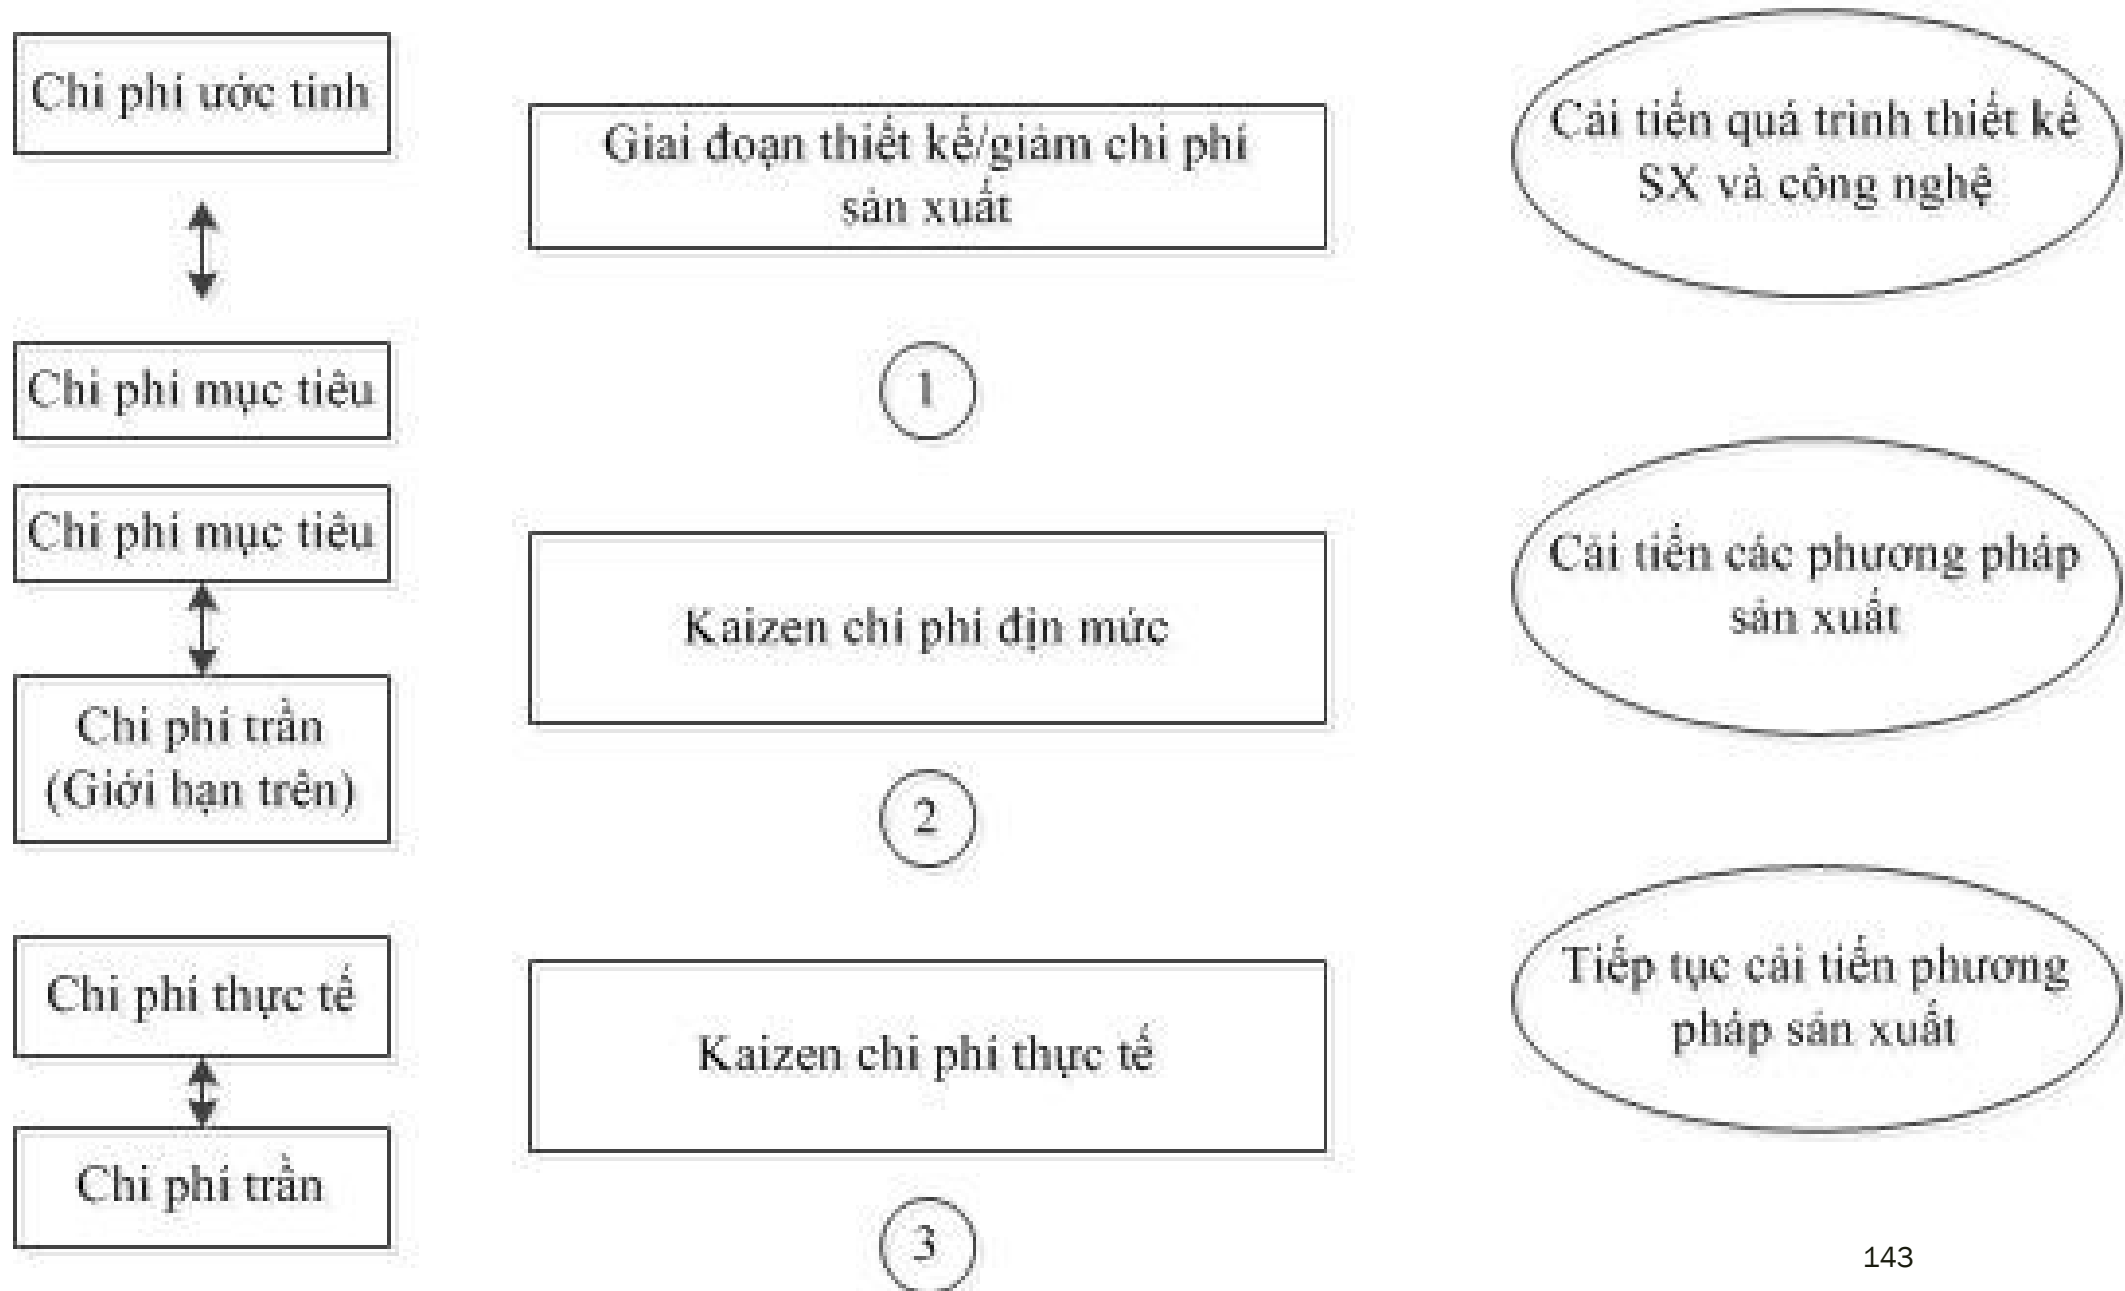 Chi phí ước tính
Giai đoạn thiết kế/giảm chi phí
sản xuất
Cải tiến quá trình thiết kế
SX và công nghệ
Chi phí mục tiêu
1
Chi phí mục tiêu
Chi phí trần
(Giới hạn trên)
Kaizen chi phí địn mức
2
Cải tiến các phương pháp
sản xuất
Chi phí thực tế
Chi phí trần
Kaizen chi phí thực tế
3
Tiếp tục cải tiến phương
pháp sản xuất
143